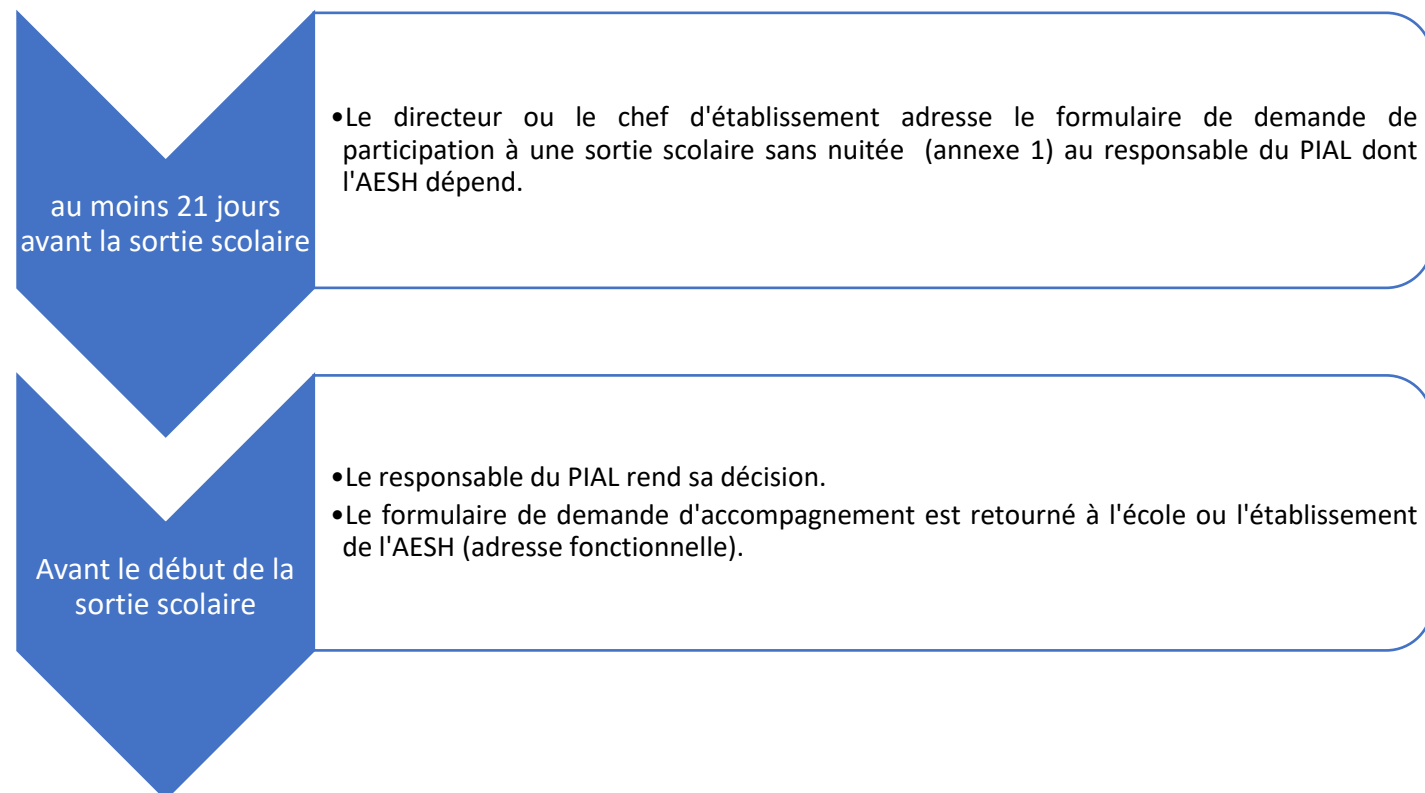 au moins 21 jours
avant la sortie scolaire
•Le directeur ou le chef d'établissement adresse le formulaire de demande de
participation à une sortie scolaire sans nuitée (annexe 1) au responsable du PIAL dont
l'AESH dépend.
Avant le début de la
sortie scolaire
•Le responsable du PIAL rend sa décision.
•Le formulaire de demande d'accompagnement est retourné à l'école ou l'établissement
de l'AESH (adresse fonctionnelle).